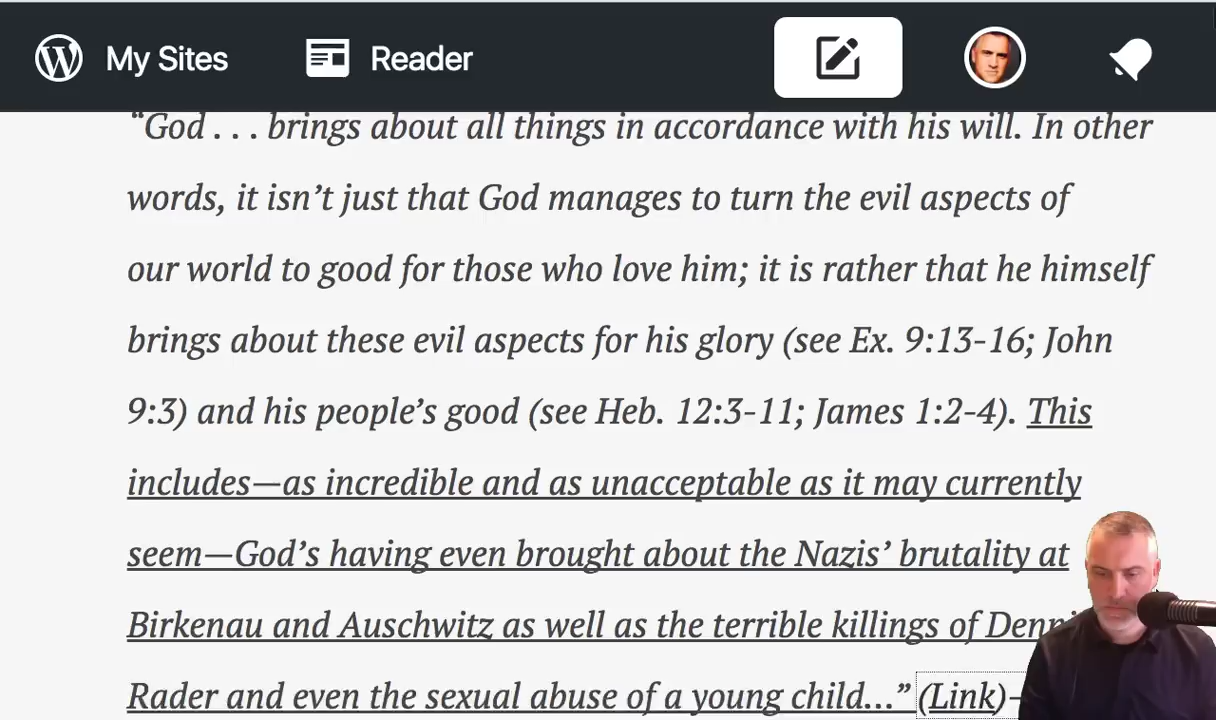 My Sites
Reader
“God . . . brings about all things in accordance with his will. In other
words, it isn’t just that God manages to turn the evil aspects of
our world to good for those who love him; it is rather that he himself
brings about these evil aspects for his glory (see Ex. 9:13-16; John
9:3) and his people’s good (see Heb. 12:3-11; James 1:2-4). This
includes—as incredible and as unacceptable as it may currently
seem—God’s having even brought about the Nazis’ brutality at
Birkenau and Auschwitz as well as the terrible killings of
Rader and even the sexual abuse of a young child...” (Link)–